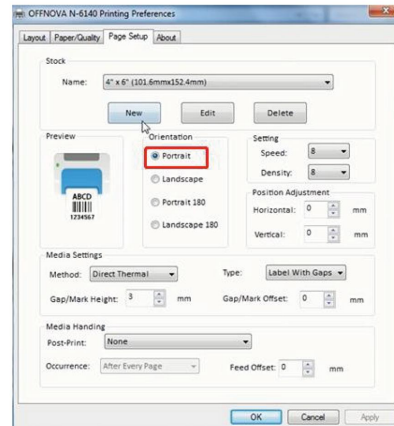 OFFNOVA N-6140 Printing Preferences
Layout Paper/Quality Page Setup About
Stock
Name: 4" x 6" (101.6mmx152.4mm)
New Edit Delete
Preview
ABCD
1234567
Orientation
Portrait
Landscape
Portrait 180
Landscape 180
Setting
Speed: 8
Density: 8
Position Adjustment
Horizontal: 0 mm
Vertical: 0 mm
Media Settings
Method: Direct Thermal Type: Label With Gaps
Gap/Mark Height: 3 mm Gap/Mark Offset: 0 mm
Media Handing
Post-Print: None
Occurrence: After Every Page Feed Offset: 0 mm
OK Cancel Apply